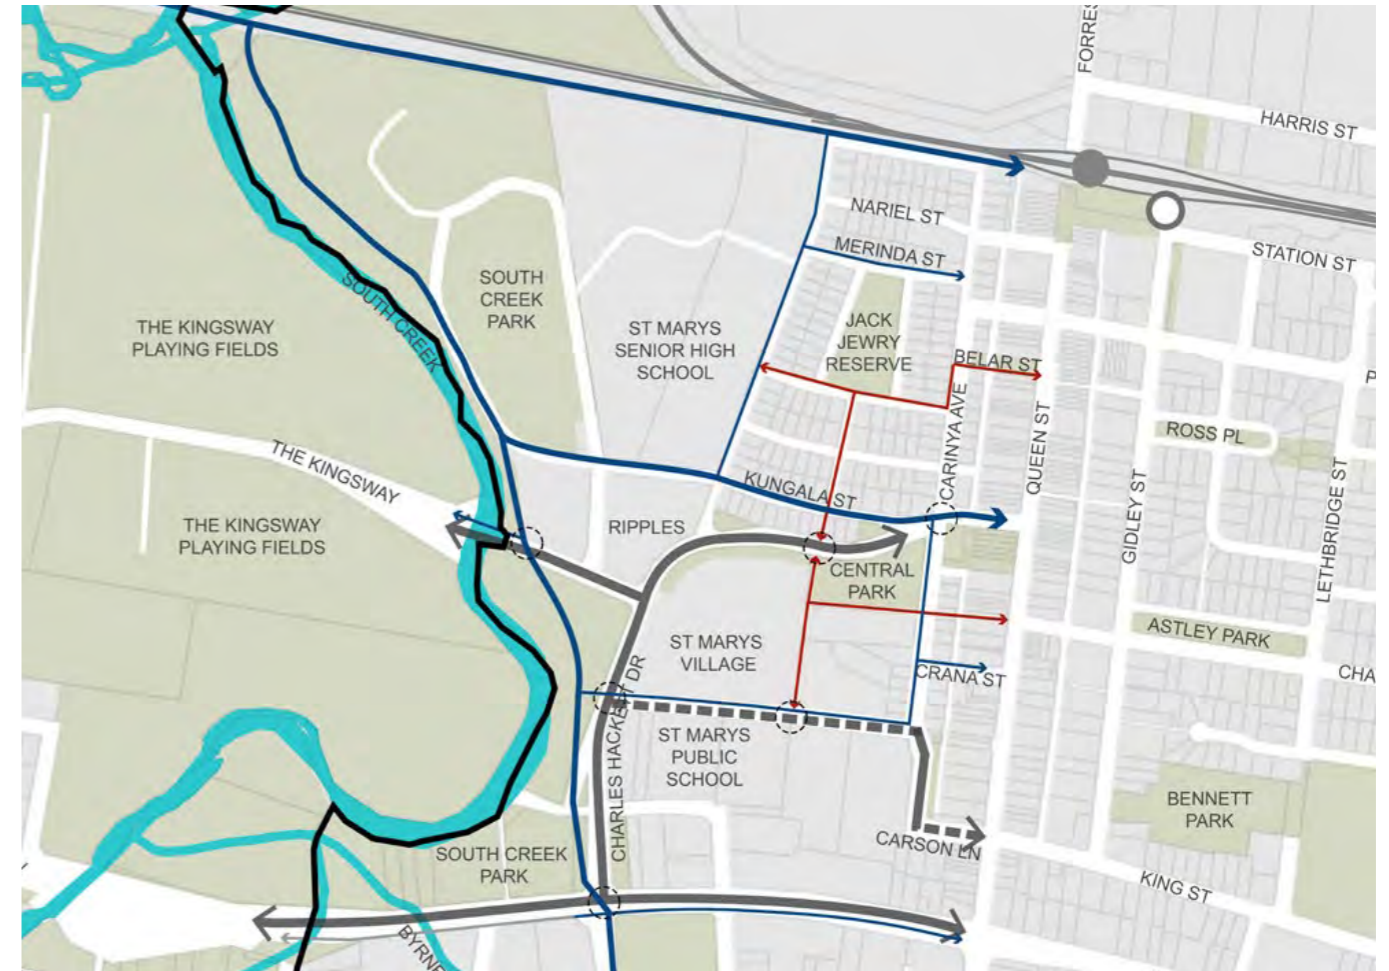 FORRES
HARRIS ST
NARIEL ST
MERINDA ST
STATION ST
SOUTH CREEK
SOUTH
CREEK
PARK
THE KINGSWAY
PLAYING FIELDS
ST MARYS
SENIOR HIGH
SCHOOL
JACK
JEWRY
RESERVE
BELAR ST
P
CARINYA AVE
QUEEN ST
ROSS PL
GIDLEY ST
LETHBRIDGE ST
THE KINGSWAY
KUNGALA ST
THE KINGSWAY
PLAYING FIELDS
RIPPLES
CENTRAL
PARK
ST MARYS
VILLAGE
ASTLEY PARK
CHA
CRANA ST
CHARLES HACKETT DR
ST MARYS
PUBLIC
SCHOOL
BENNETT
PARK
CARSON LN
SOUTH CREEK
PARK
KING ST
BYRNE